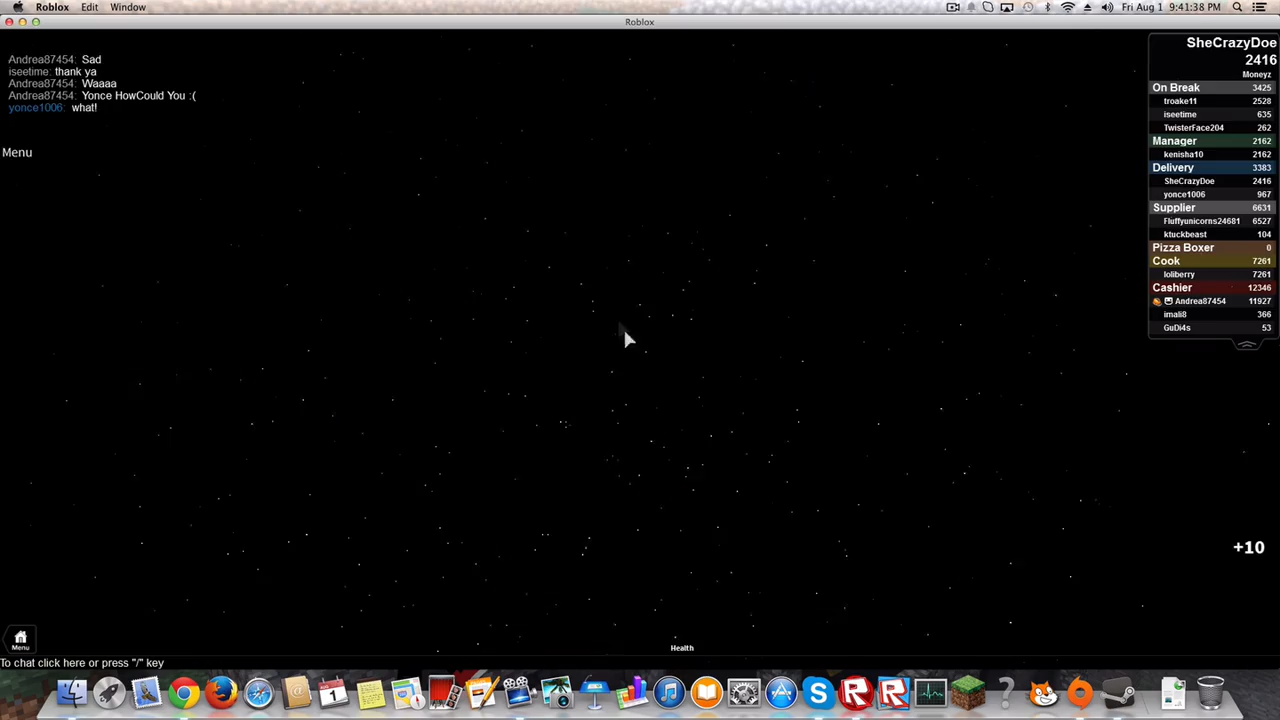 Roblox Edit Window Fri Aug 1 9:41:38 PM
Roblox
Andrea87454: Sad
iseetime: thank ya
Andrea87454: Waaaa
Andrea87454: Yonce HowCould You :(
yonce1006: what!
Menu
SheCrazyDoe
2416
Moneyz
On Break 3425
troake11 2528
iseetime 635
TwisterFace204 262
Manager 2162
kenisha10 2162
Delivery 3383
SheCrazyDoe 2416
yonce1006 967
Supplier 6631
Fluffyunicorns24681 6527
ktuckbeast 104
Pizza Boxer 0
Cook 7261
loliberry 7261
Cashier 12346
Andrea87454 11927
imali8 366
GuDi4s 53
+10
Menu
Health
To chat click here or press "/" key
1